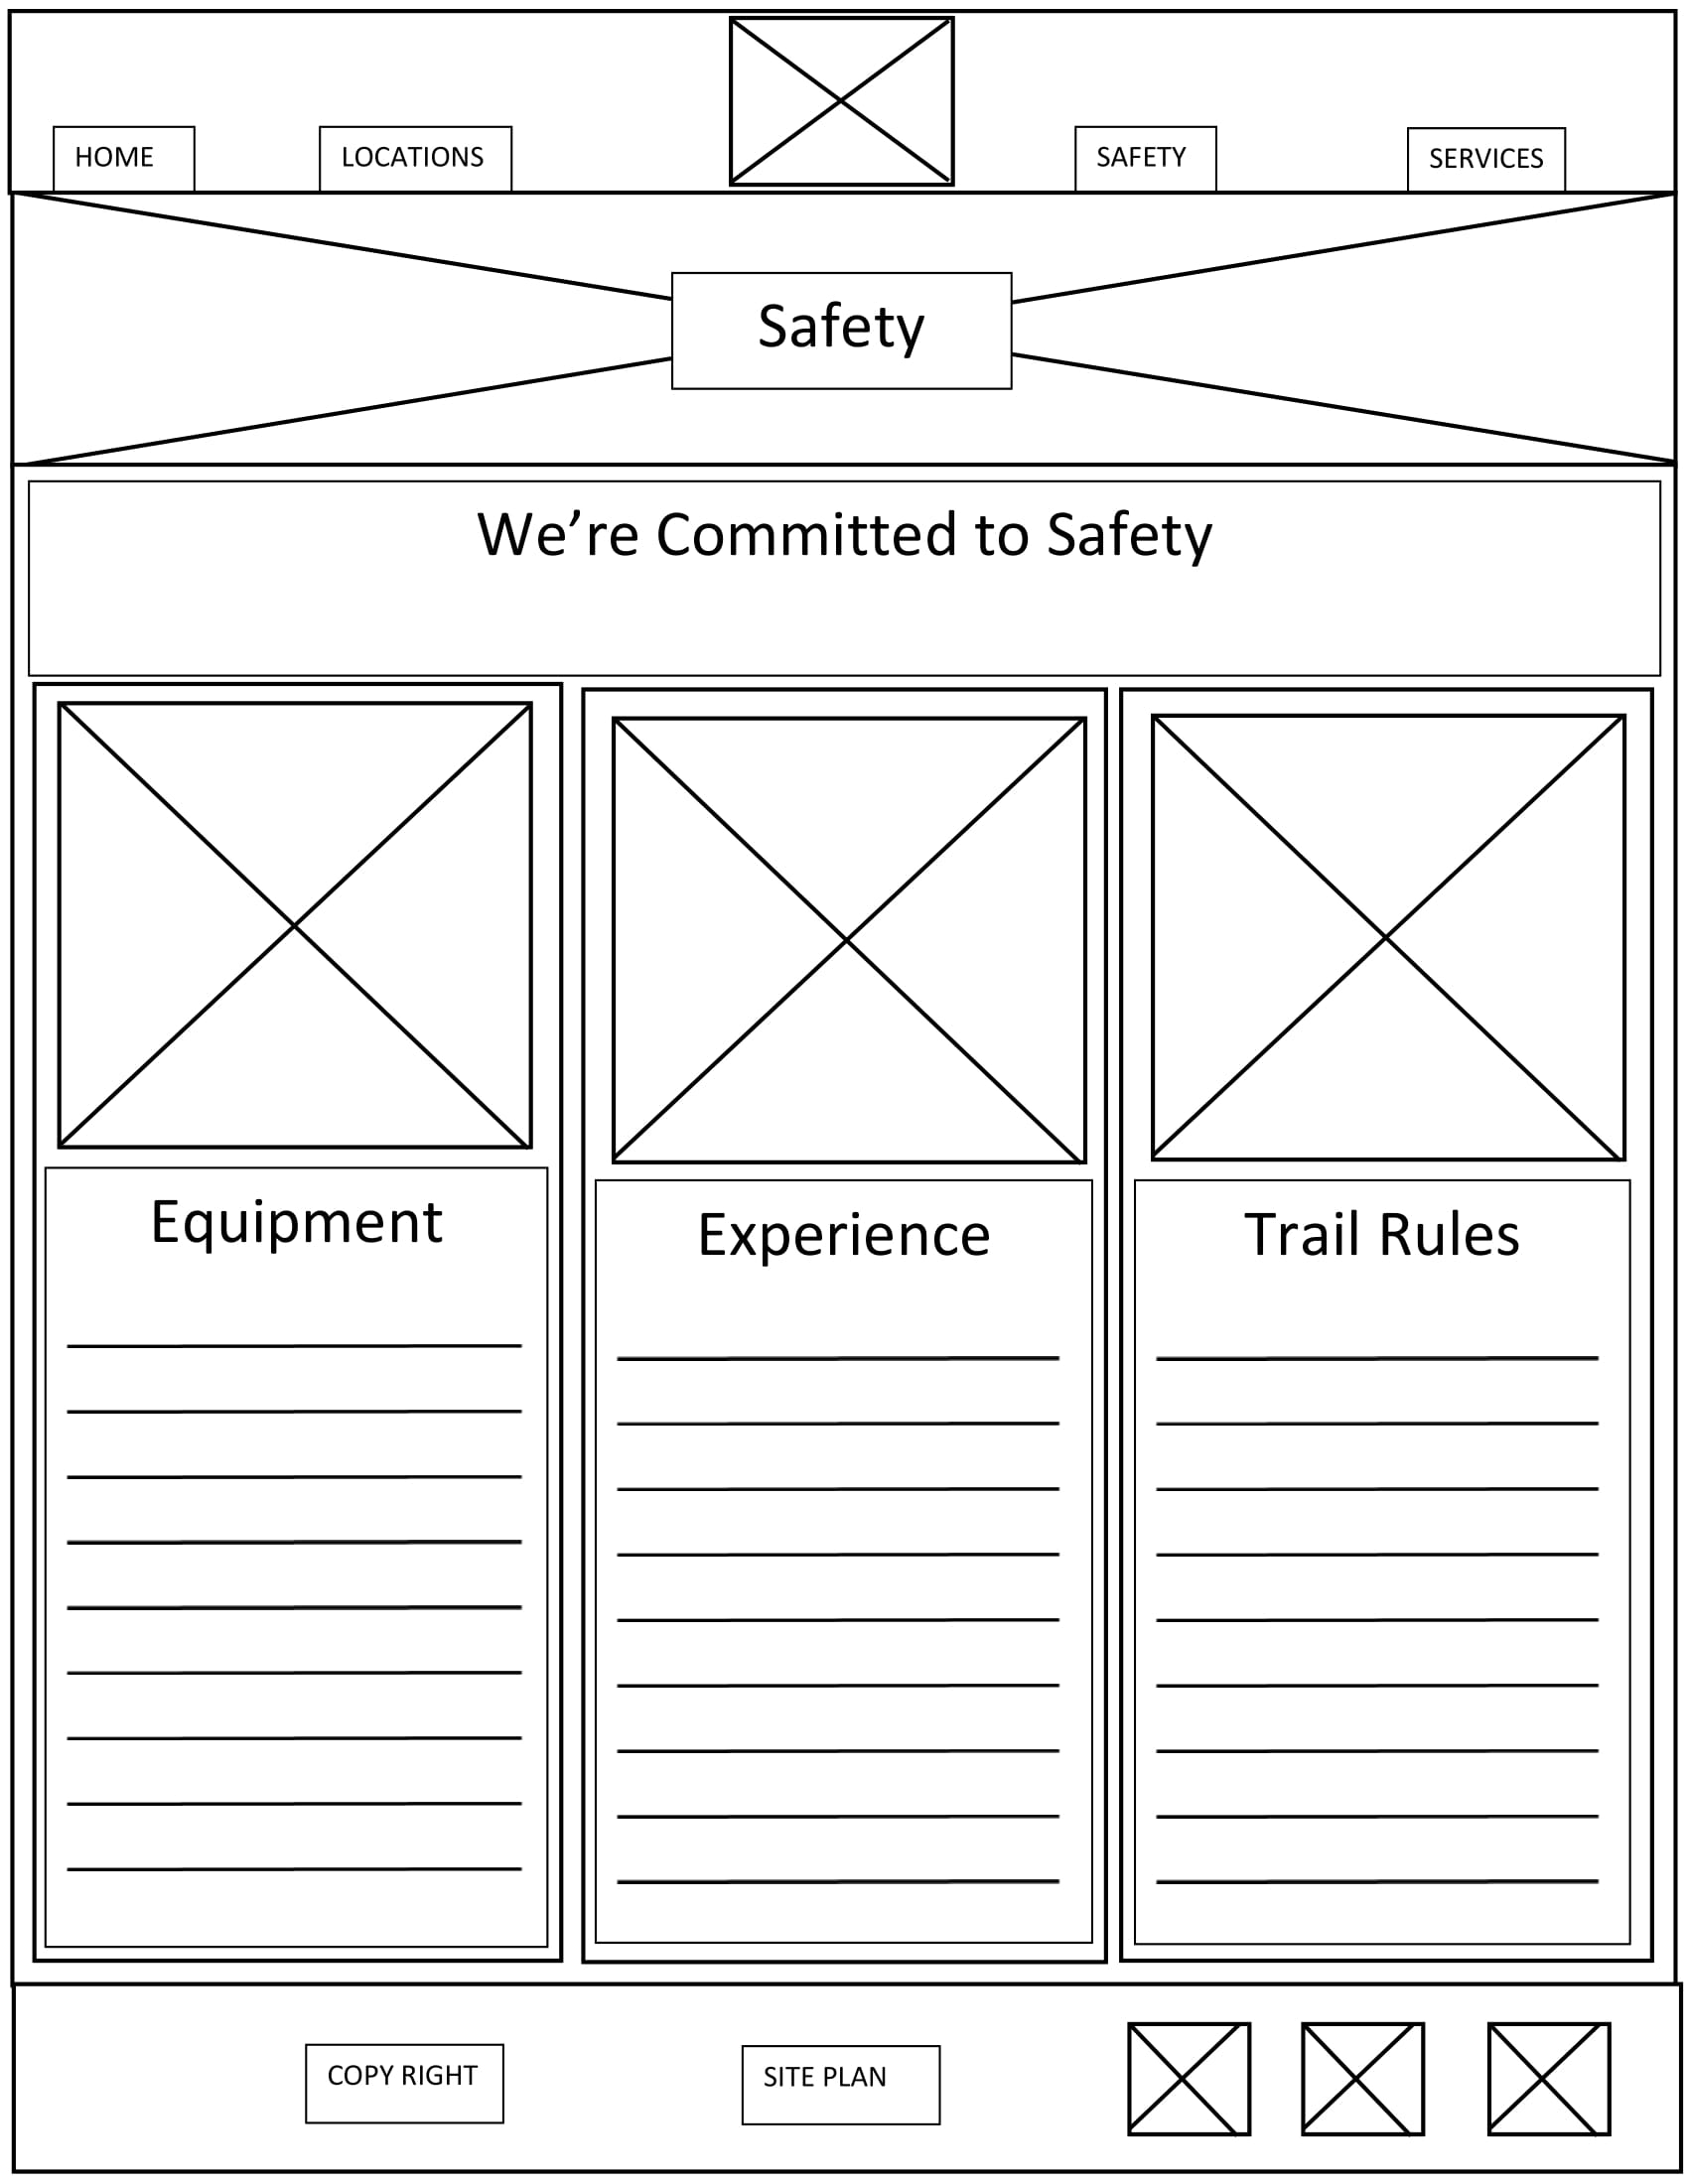 HOME
LOCATIONS
SAFETY
SERVICES
Safety
We’re Committed to Safety
Equipment
Experience
Trail Rules
COPY RIGHT
SITE PLAN